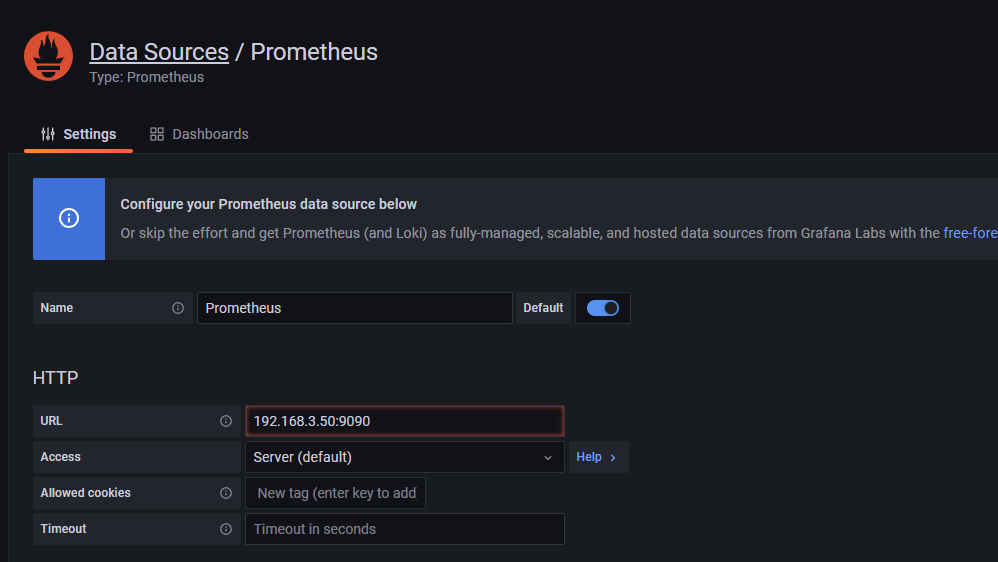 Data Sources / Prometheus
Type: Prometheus
Settings Dashboards
Configure your Prometheus data source below
Or skip the effort and get Prometheus (and Loki) as fully-managed, scalable, and hosted data sources from Grafana Labs with the free-fore
Name Prometheus Default
HTTP
URL 192.168.3.50:9090
Access Server (default) Help
Allowed cookies New tag (enter key to add
Timeout Timeout in seconds